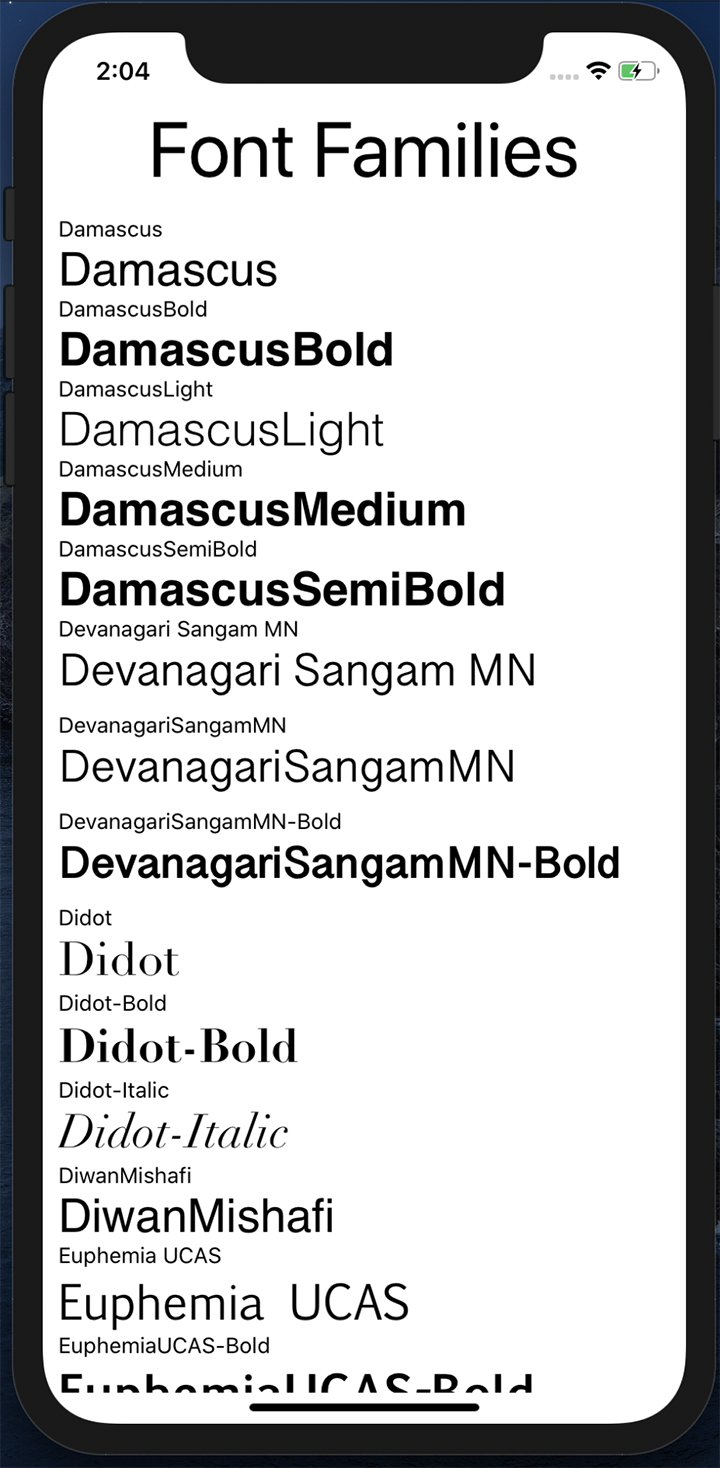 2:04
Font Families
Damascus
Damascus
DamascusBold
DamascusBold
DamascusLight
DamascusLight
DamascusMedium
DamascusMedium
DamascusSemiBold
DamascusSemiBold
Devanagari Sangam MN
Devanagari Sangam MN
DevanagariSangamMN
DevanagariSangamMN
DevanagariSangamMN-Bold
DevanagariSangamMN-Bold
Didot
Didot
Didot-Bold
Didot-Bold
Didot-Italic
Didot-Italic
DiwanMishafi
DiwanMishafi
Euphemia UCAS
Euphemia UCAS
EuphemiaUCAS-Bold
EuphemiaUCAS-Bold